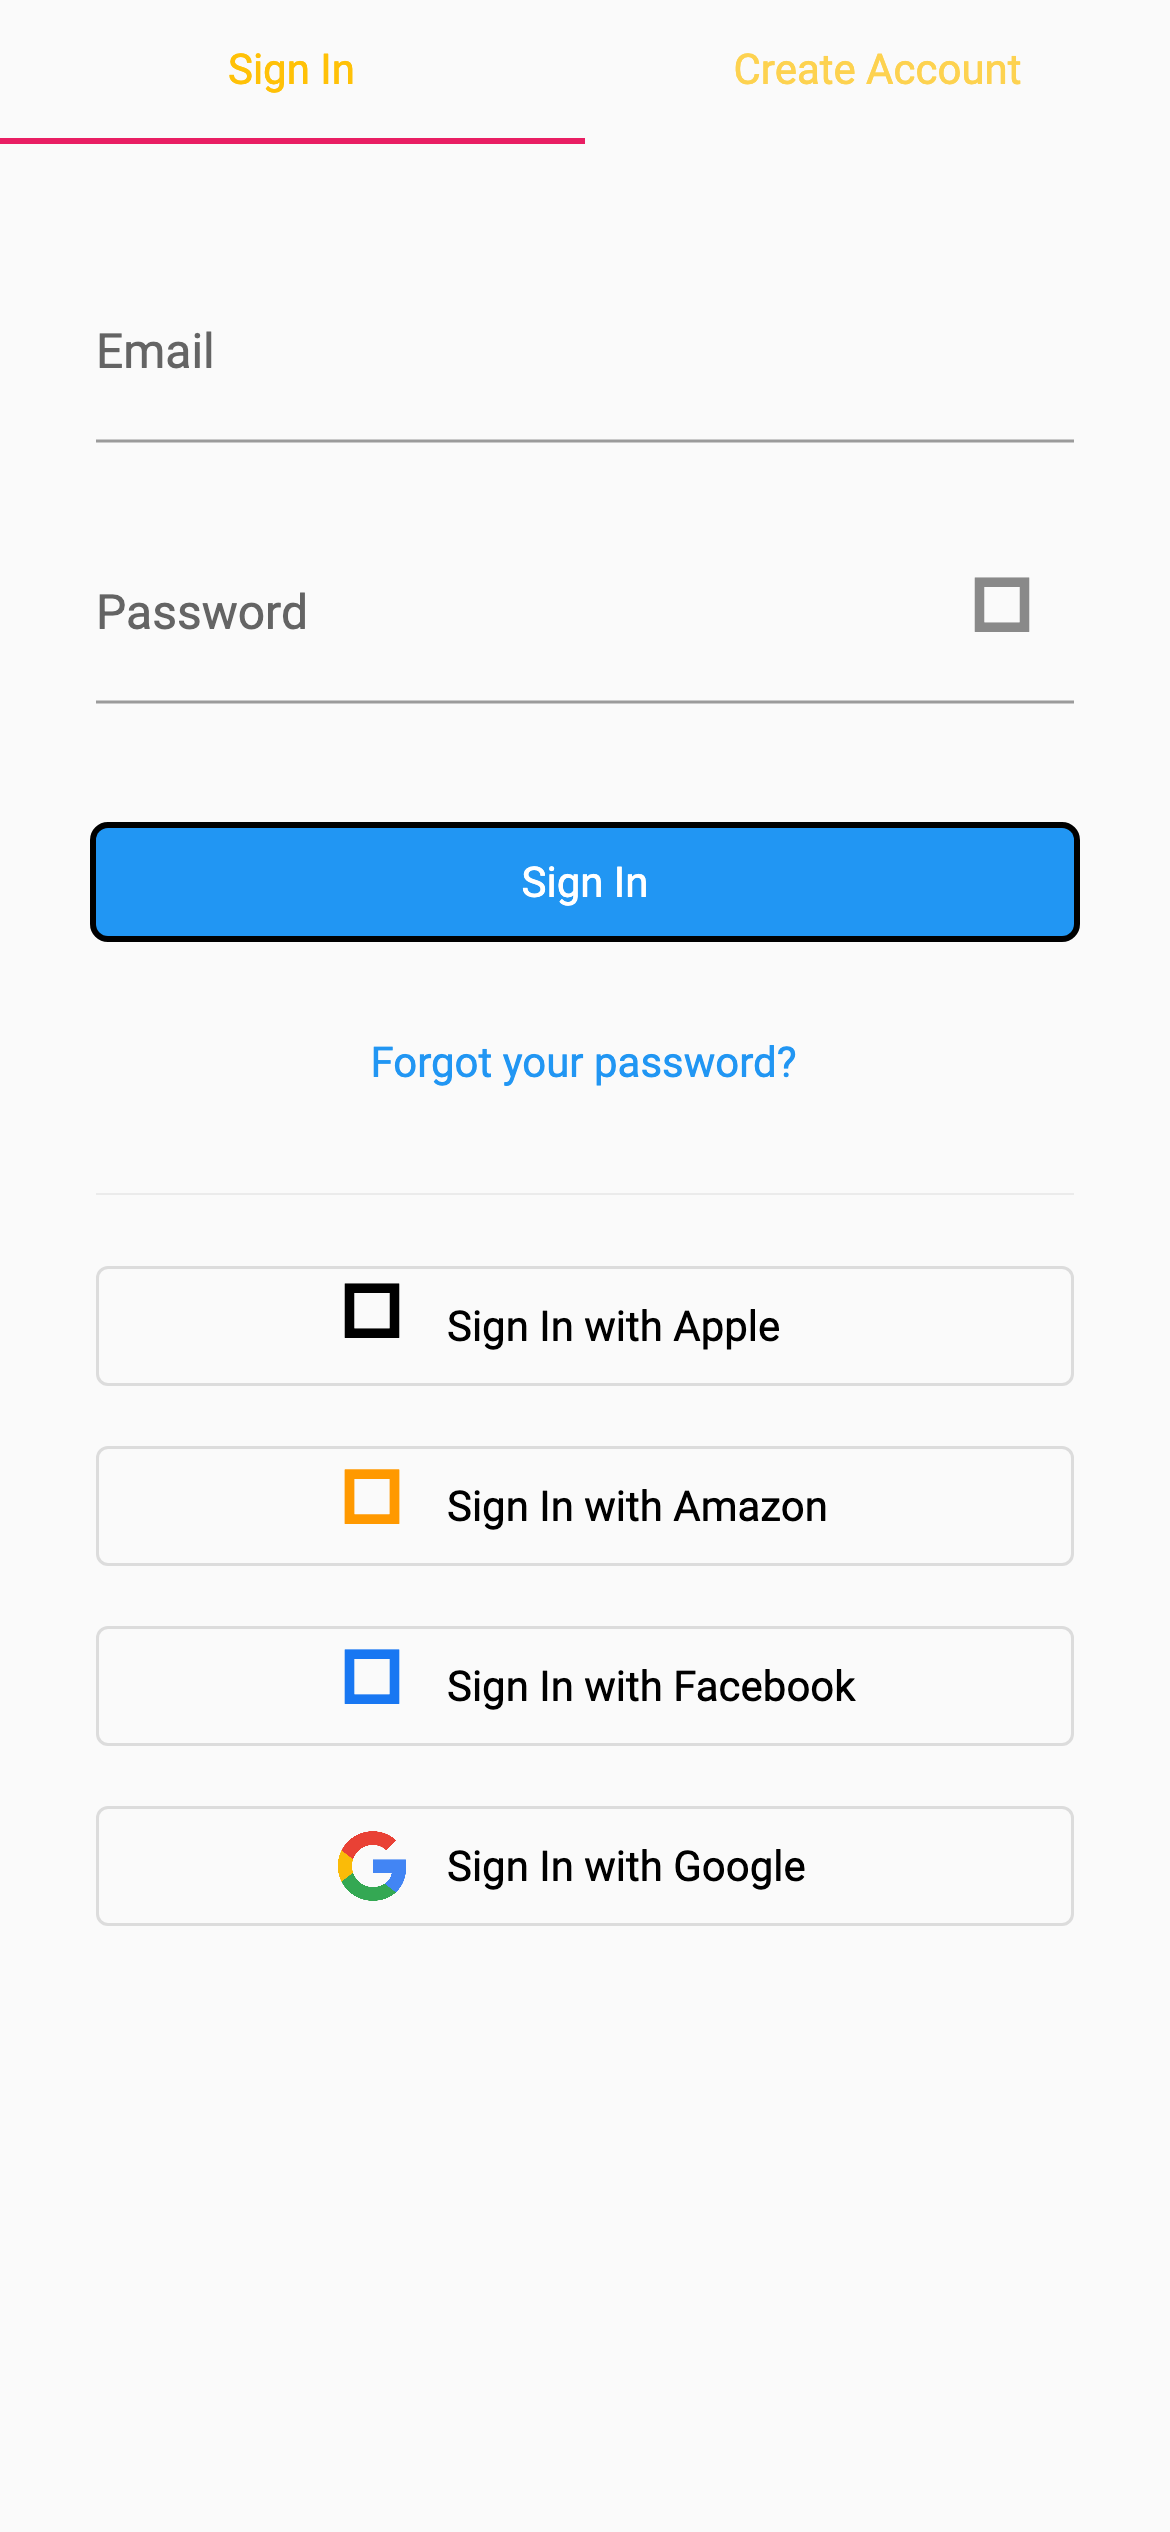 Sign In
Create Account
Email
Password
Sign In
Forgot your password?
Sign In with Apple
Sign In with Amazon
Sign In with Facebook
Sign In with Google